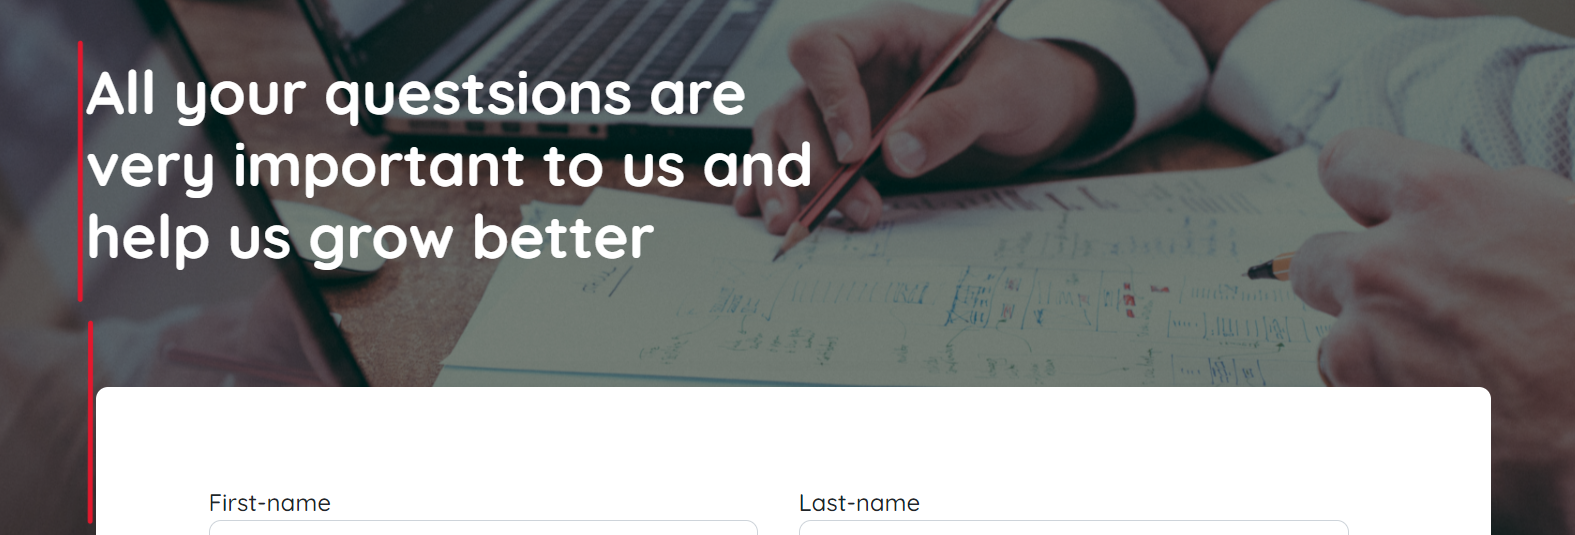 All your questsions are
very important to us and
help us grow better
First-name
Last-name